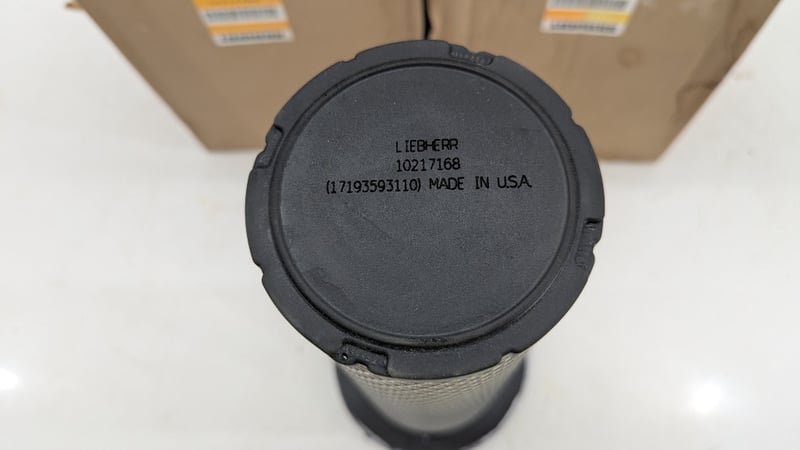 LIEBHERR
10217168
(17193593110) MADE IN U.S.A.